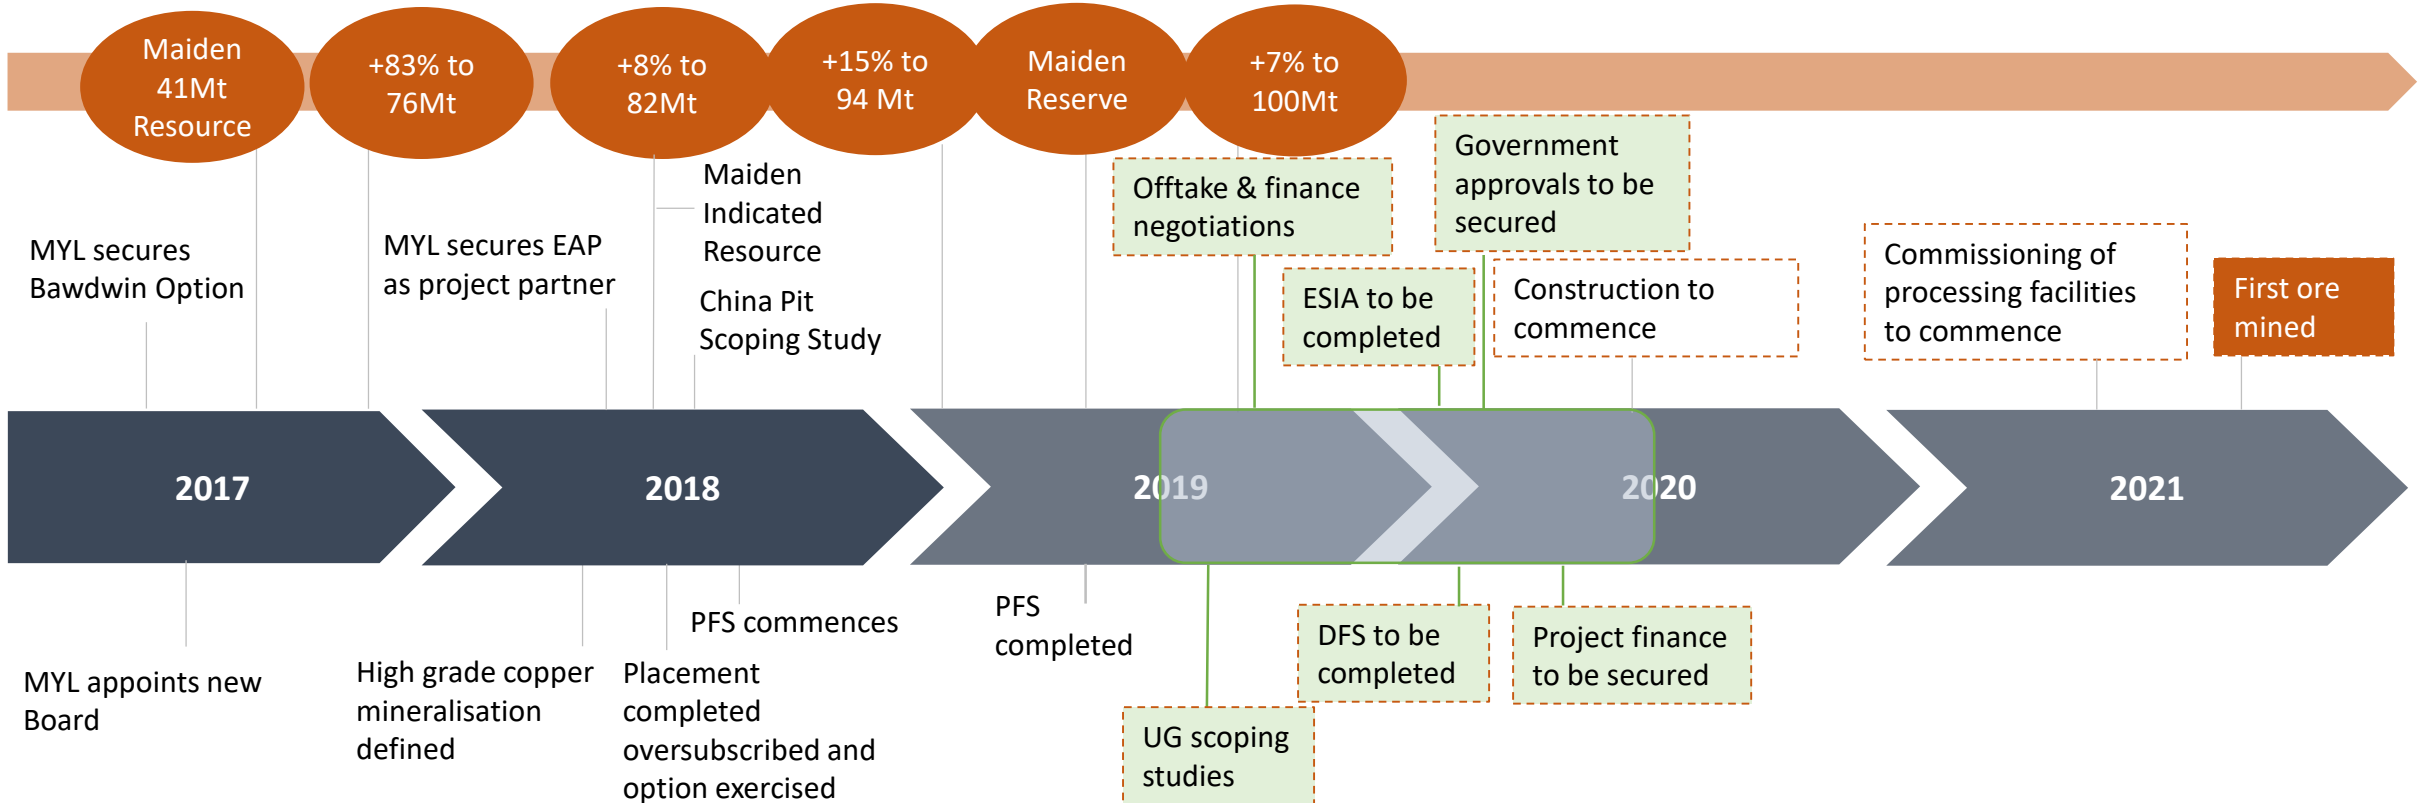 Maiden
41Mt
Resource
+83% to
76Mt
+8% to
82Mt
+15% to
94 Mt
Maiden
Reserve
+7% to
100Mt
MYL secures
Bawdwin Option
MYL secures EAP
as project partner
Maiden
Indicated
Resource
China Pit
Scoping Study
Offtake & finance
negotiations
ESIA to be
completed
Government
approvals to be
secured
Construction to
commence
Commissioning of
processing facilities
to commence
First ore
mined
2017
2018
2019
2020
2021
MYL appoints new
Board
High grade copper
mineralisation
defined
Placement
completed
oversubscribed and
option exercised
PFS commences
PFS
completed
UG scoping
studies
DFS to be
completed
Project finance
to be secured